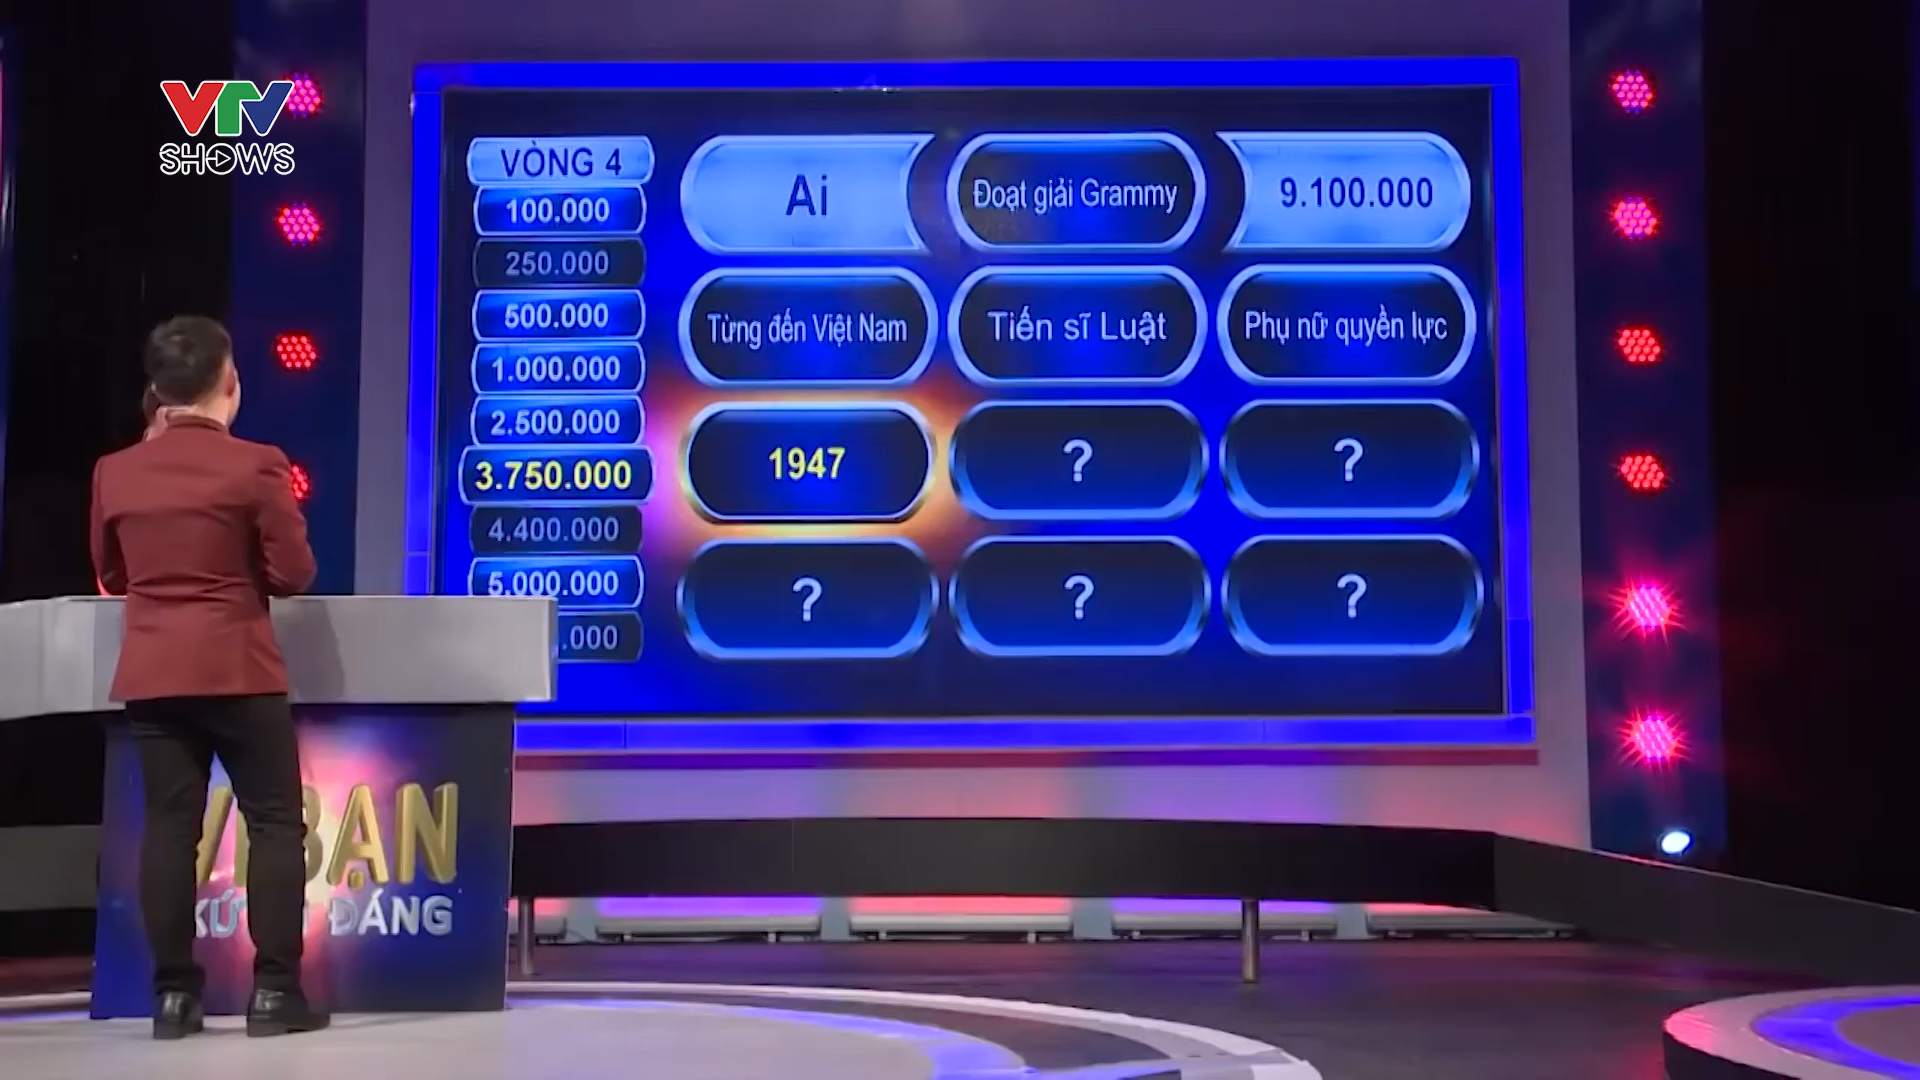 VTV
SHOWS
VÒNG 4
100.000
250.000
500.000
1.000.000
2.500.000
3.750.000
4.400.000
5.000.000
.000
Ai
Đoạt giải Grammy
9.100.000
Từng đến Việt Nam
Tiến sĩ Luật
Phụ nữ quyền lực
1947
?
?
?
?
?
BẠN
ĐÁNG